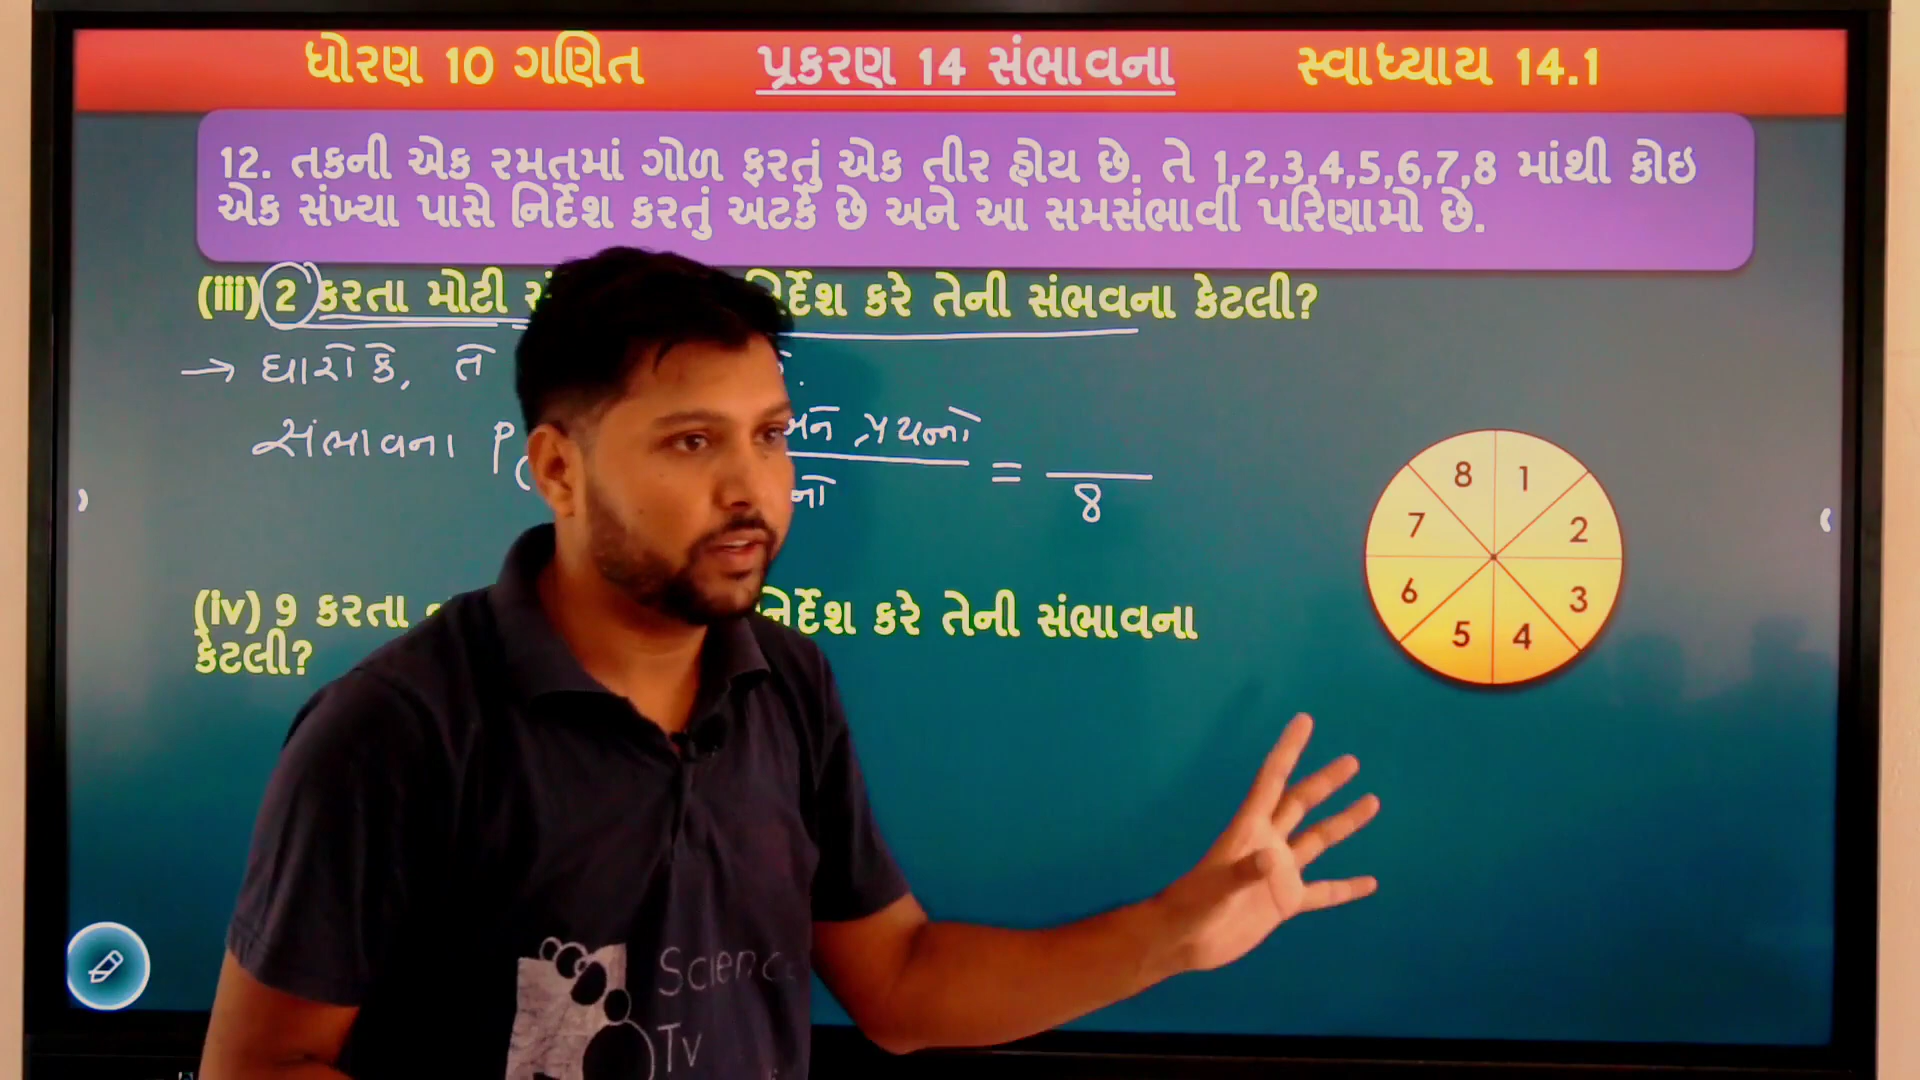 ધોરણ 10 ગણિત પ્રકરણ 14 સંભાવના સ્વાધ્યાય 14.1
12. તકની એક રમતમાં ગોળ ફરતું એક તીર હોય છે. તે 1,2,3,4,5,6,7,8 માંથી કોઇ
એક સંખ્યા પાસે નિર્દેશ કરતું અટકે છે અને આ સમસંભાવી પરિણામો છે.
(iii) 2 કરતા મોટી નિર્દેશ કરે તેની સંભવના કેટલી?
→ ધારો કે, તે
સંભાવના P( પ્રયત્નો
= 8
(iv) 9 કરતા નિર્દેશ કરે તેની સંભાવના
કેટલી?
8 1
7 2
6 3
5 4
Science
Tv